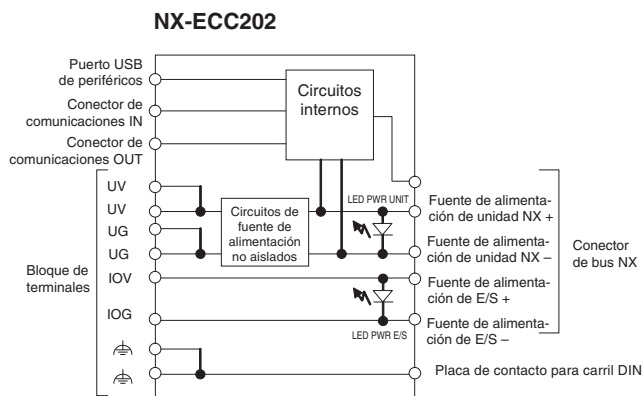 NX-ECC202
Puerto USB
de periféricos
Conector de
comunicaciones IN
Conector de
comunicaciones OUT
Circuitos
internos
Bloque de
terminales
UV
UV
UG
UG
IOV
IOG
Circuitos de
fuente de
alimentación
no aislados
LED PWR UNIT
LED PWR E/S
Fuente de alimenta-
ción de unidad NX +
Fuente de alimenta-
ción de unidad NX –
Fuente de alimenta-
ción de E/S +
Fuente de alimenta-
ción de E/S –
Conector
de bus NX
Placa de contacto para carril DIN